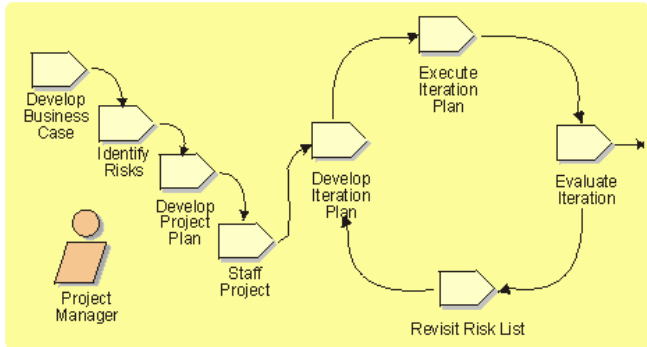 Develop
Business
Case
Identify
Risks
Develop
Project
Plan
Staff
Project
Develop
Iteration
Plan
Execute
Iteration
Plan
Evaluate
Iteration
Revisit Risk List
Project
Manager